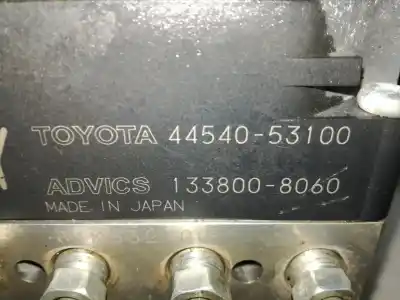 TOYOTA 44540-53100
ADVICS 133800-8060
MADE IN JAPAN